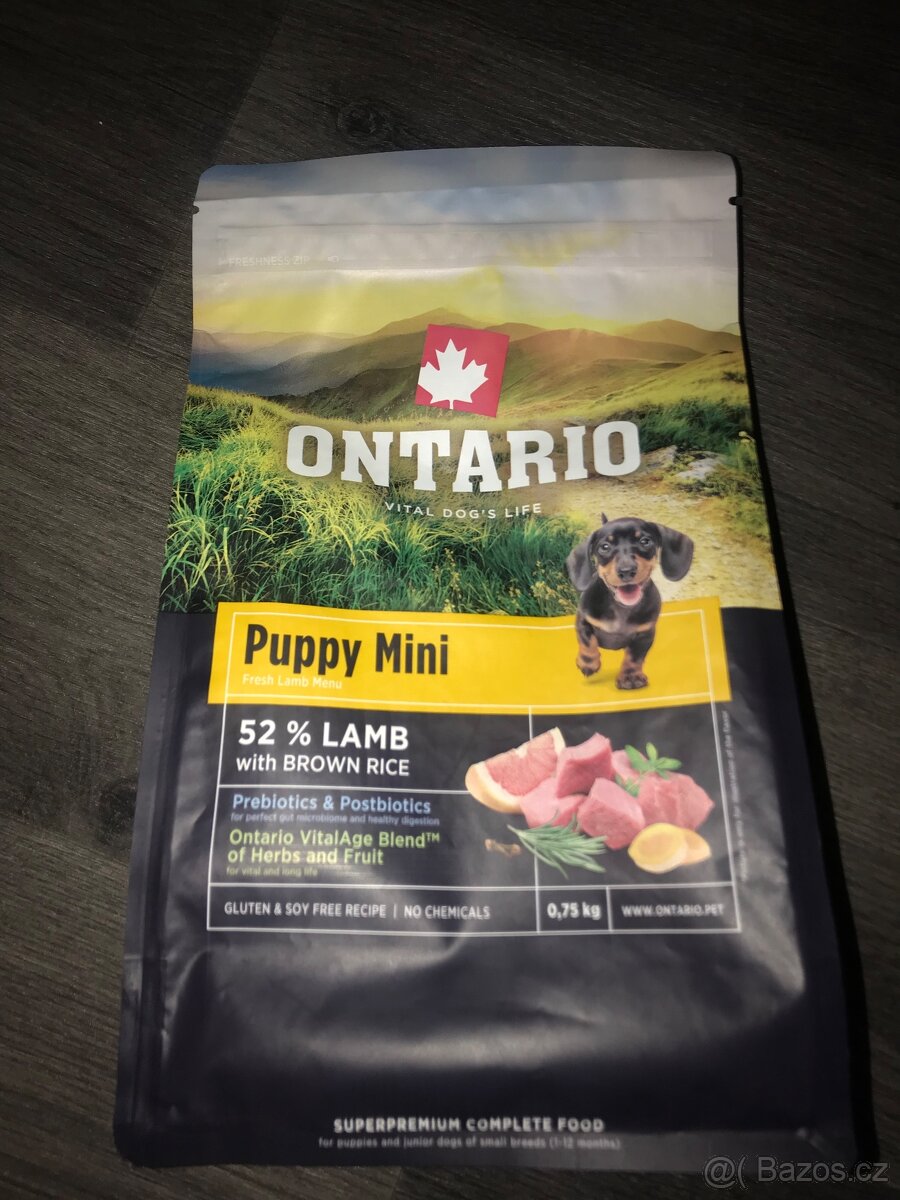 FRESHNESS ZIP
ONTARIO
VITAL DOG'S LIFE
Puppy Mini
Fresh Lamb Menu
52 % LAMB
with BROWN RICE
Prebiotics & Postbiotics
for perfect gut microbiome and healthy digestion
Ontario VitalAge Blend™
of Herbs and Fruit
for vital and long life
GLUTEN & SOY FREE RECIPE | NO CHEMICALS
0,75 kg
WWW.ONTARIO.PET
SUPERPREMIUM COMPLETE FOOD
for puppies and junior dogs of small breeds (1-12 months)
@( Bazos.cz